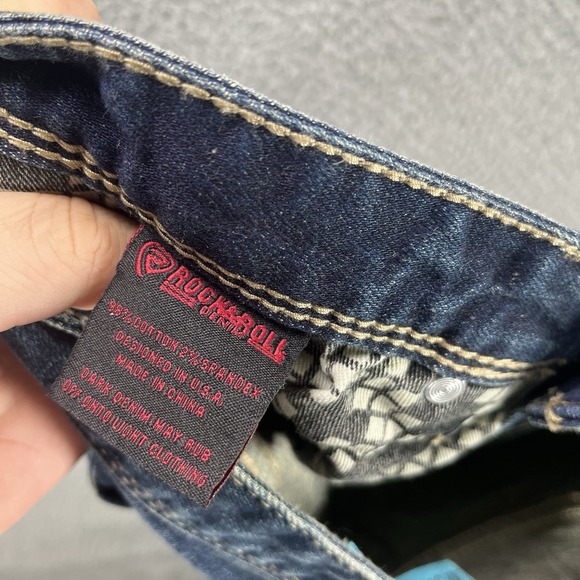 ROCK & ROLL
DENIM
98% COTTON 2% SPANDEX
DESIGNED IN U.S.A
MADE IN CHINA
DARK DENIM MAY RUB
OFF ONTO LIGHT CLOTHING